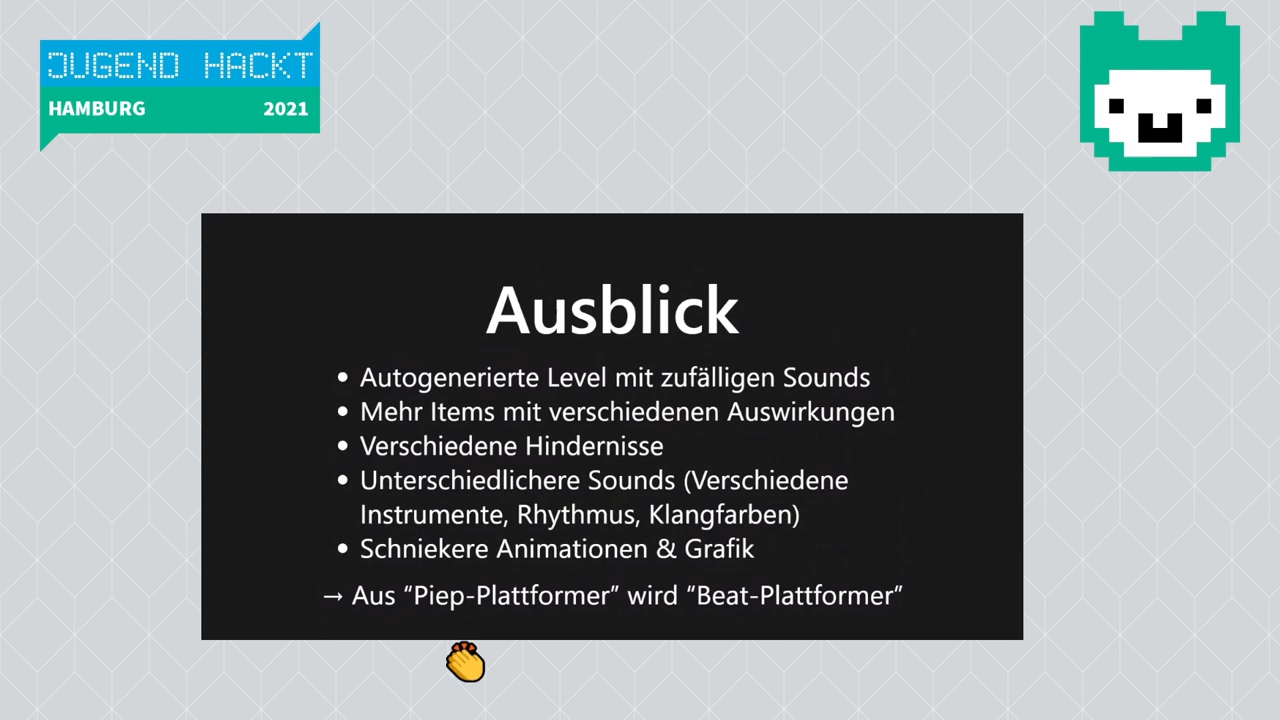 JUGEND HACKT
HAMBURG 2021
Ausblick
• Autogenerierte Level mit zufälligen Sounds
• Mehr Items mit verschiedenen Auswirkungen
• Verschiedene Hindernisse
• Unterschiedlichere Sounds (Verschiedene
Instrumente, Rhythmus, Klangfarben)
• Schniekere Animationen & Grafik
→ Aus “Piep-Plattformer” wird “Beat-Plattformer”